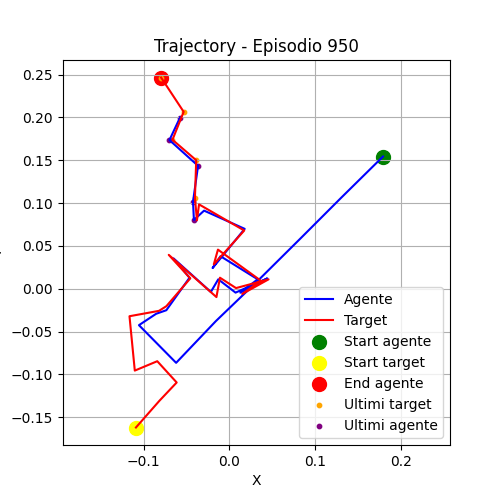 Trajectory - Episodio 950
0.25
0.20
0.15
0.10
0.05
0.00
−0.05
−0.10
−0.15
−0.1
0.0
0.1
0.2
X
Agente
Target
Start agente
Start target
End agente
Ultimi target
Ultimi agente